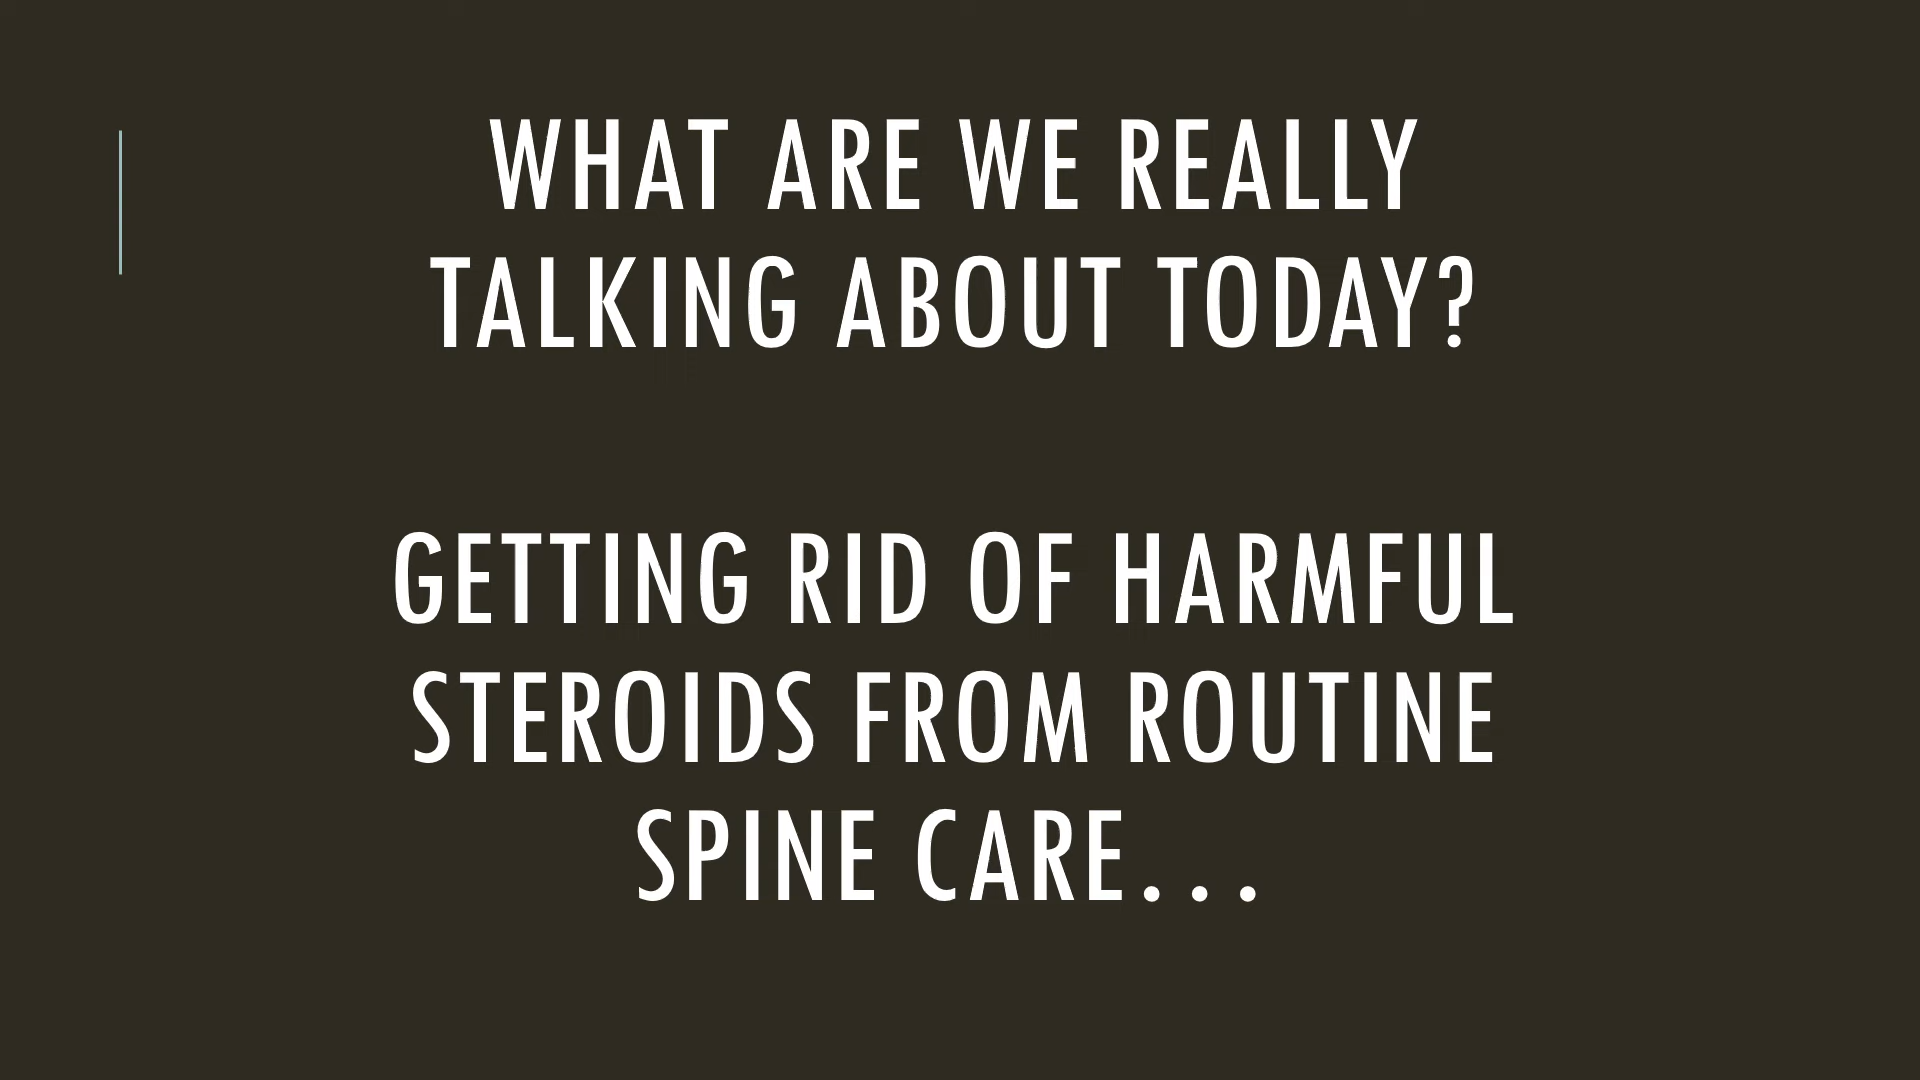 WHAT ARE WE REALLY
TALKING ABOUT TODAY?
GETTING RID OF HARMFUL
STEROIDS FROM ROUTINE
SPINE CARE...